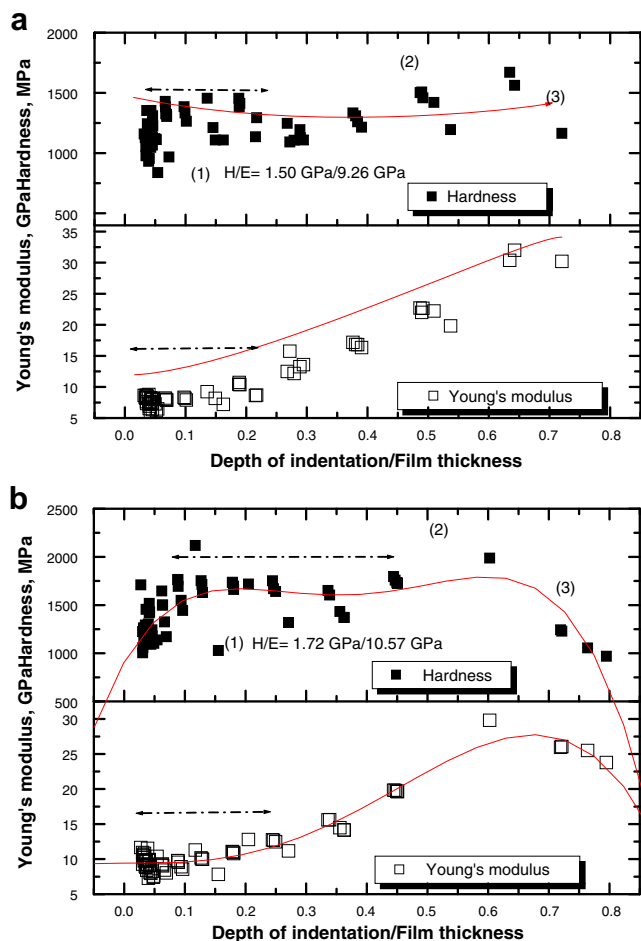 a
2000
1500
1000
500
(2)
(3)
(1) H/E= 1.50 GPa/9.26 GPa
Hardness
Young's modulus, GPaHardness, MPa
35
30
25
20
15
10
5
Young's modulus
0.0 0.1 0.2 0.3 0.4 0.5 0.6 0.7 0.8
Depth of indentation/Film thickness
b
2500
2000
1500
1000
500
(2)
(3)
(1) H/E= 1.72 GPa/10.57 GPa
Hardness
Young's modulus, GPaHardness, MPa
30
25
20
15
10
5
Young's modulus
0.0 0.1 0.2 0.3 0.4 0.5 0.6 0.7 0.8
Depth of indentation/Film thickness